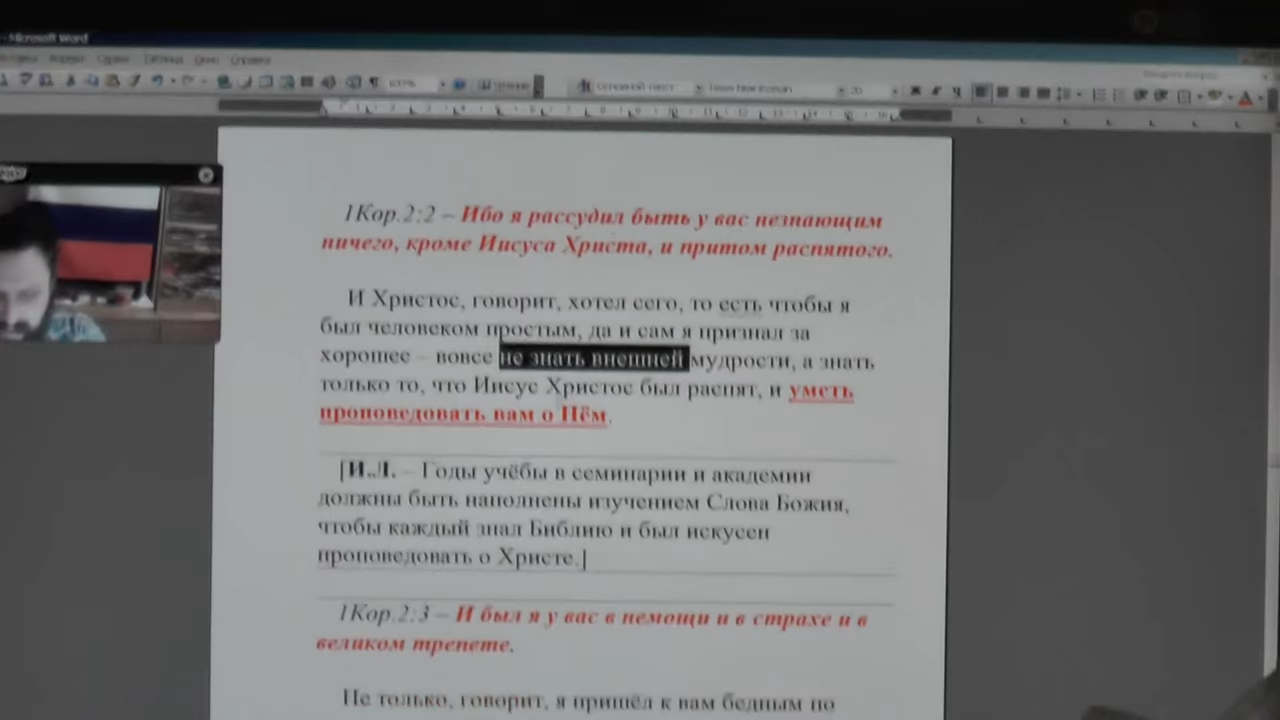 Microsoft Word
1Кор.2:2 – Ибо я рассудил быть у вас незнающим
ничего, кроме Иисуса Христа, и притом распятого.
И Христос, говорит, хотел сего, то есть чтобы я
был человеком простым, да и сам я признал за
хорошее – вовсе не знать внешней мудрости, а знать
только то, что Иисус Христос был распят, и уметь
проповедовать вам о Нём.
[И.Л. – Годы учёбы в семинарии и академии
должны быть наполнены изучением Слова Божия,
чтобы каждый знал Библию и был искусен
проповедовать о Христе.]
1Кор.2:3 – И был я у вас в немощи и в страхе и в
великом трепете.
Не только, говорит, я пришёл к вам бедным по